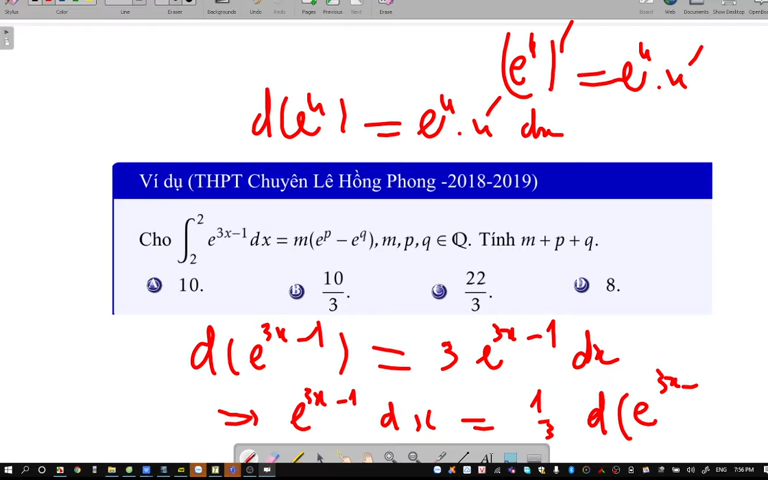 Stylus Color Line Eraser Backgrounds Undo Pages Previous Next Erase Board Web Documents Show Desktop
(e^u)' = e^u . u'
d(e^u) = e^u . u' dx
Ví dụ (THPT Chuyên Lê Hồng Phong -2018-2019)
Cho ∫_2^2 e^{3x−1} dx = m(e^p − e^q), m, p, q ∈ ℚ. Tính m + p + q.
A 10. B 10/3. C 22/3. D 8.
d(e^{3x−1}) = 3 e^{3x−1} dx
⇒ e^{3x−1} dx = 1/3 d(e^{3x−
7:56 PM